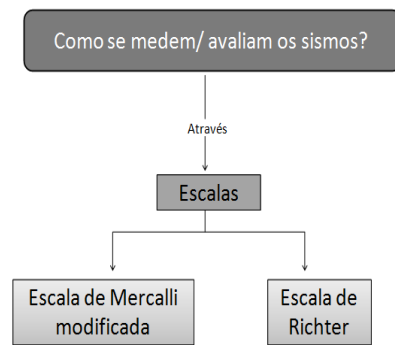 Como se medem/ avaliam os sismos?
Através
Escalas
Escala de Mercalli
modificada
Escala de
Richter